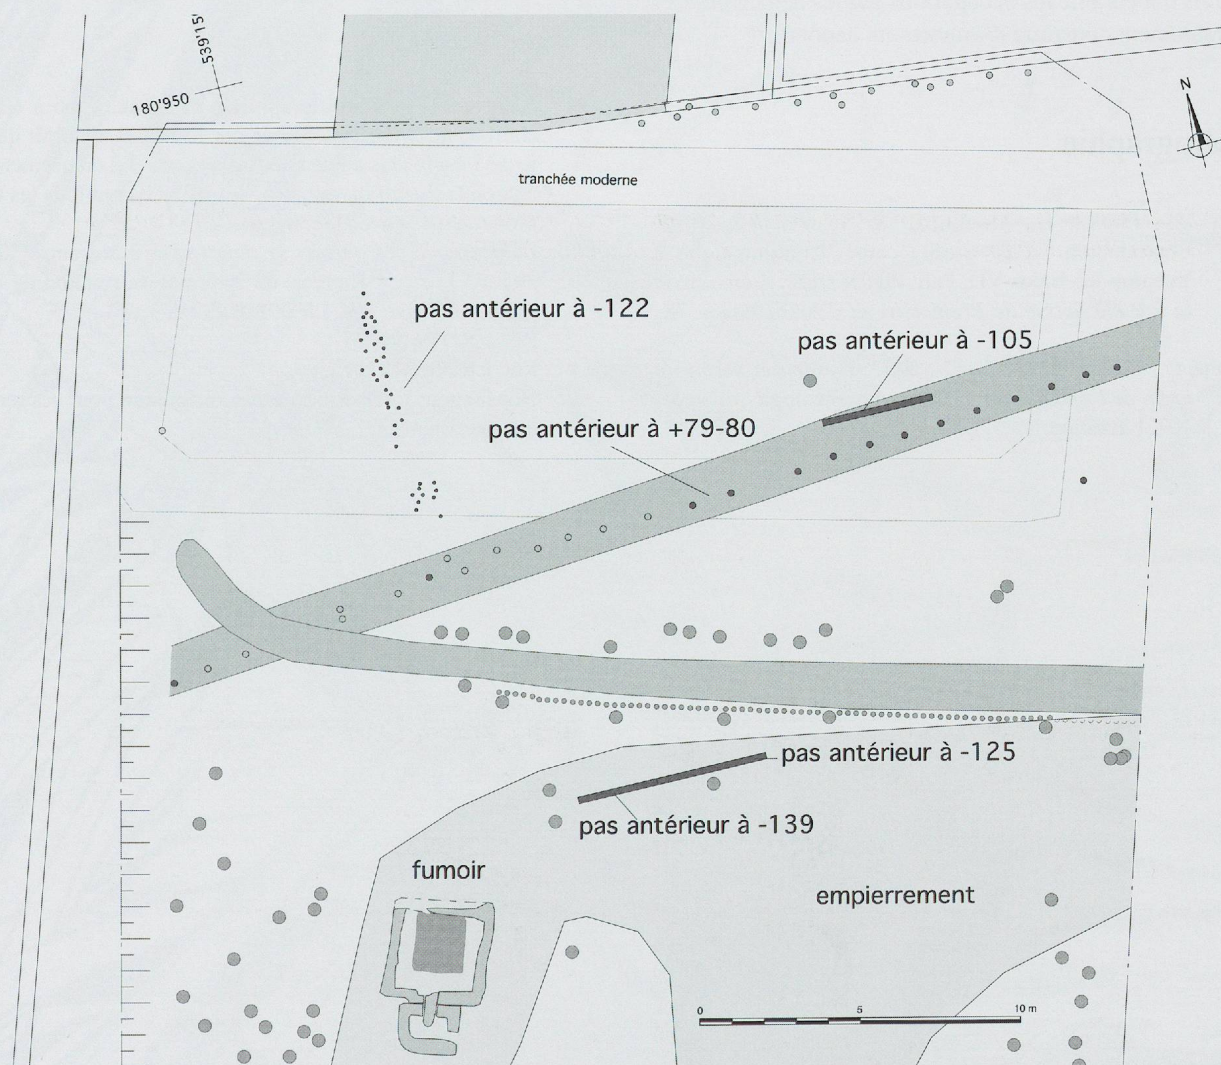 539'15'
180'950
N
tranchée moderne
pas antérieur à -122
pas antérieur à -105
pas antérieur à +79-80
pas antérieur à -125
pas antérieur à -139
fumoir
empierrement
0 5 10 m